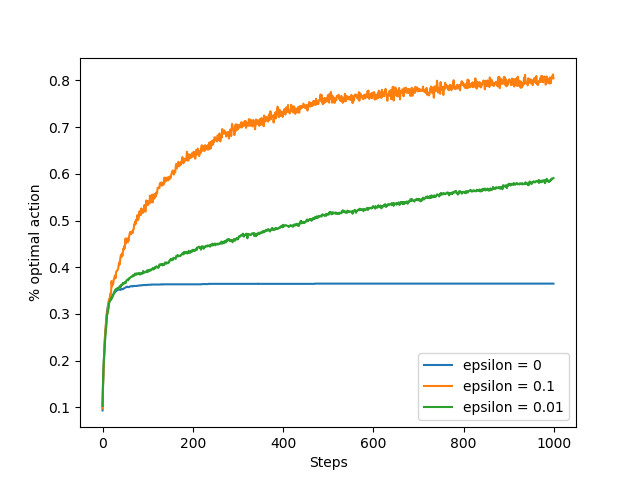 0.8
0.7
0.6
0.5
0.4
0.3
0.2
0.1
% optimal action
epsilon = 0
epsilon = 0.1
epsilon = 0.01
0 200 400 600 800 1000
Steps